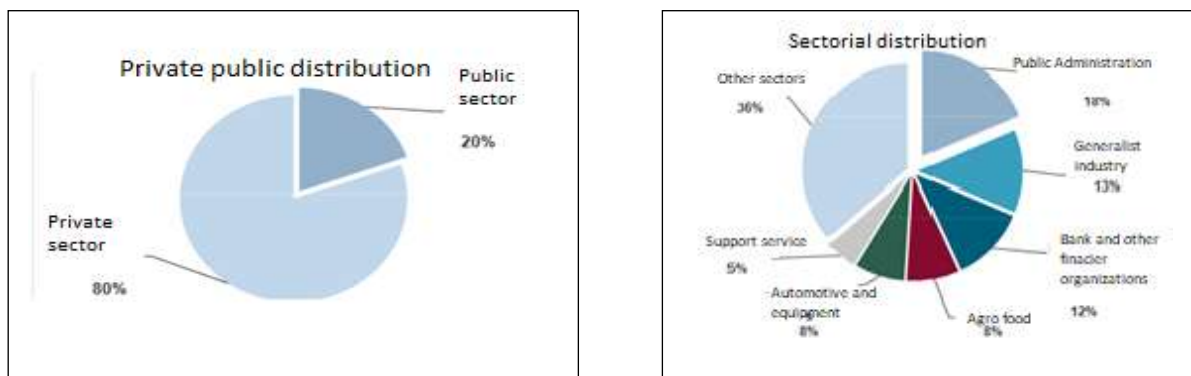 Private public distribution
Public
sector
20%
Private
sector
80%
Sectorial distribution
Public Administration
18%
Generalist
industry
13%
Bank and other
finacier
organizations
12%
Agro food
8%
Automotive and
equipment
8%
Support service
5%
Other sectors
36%